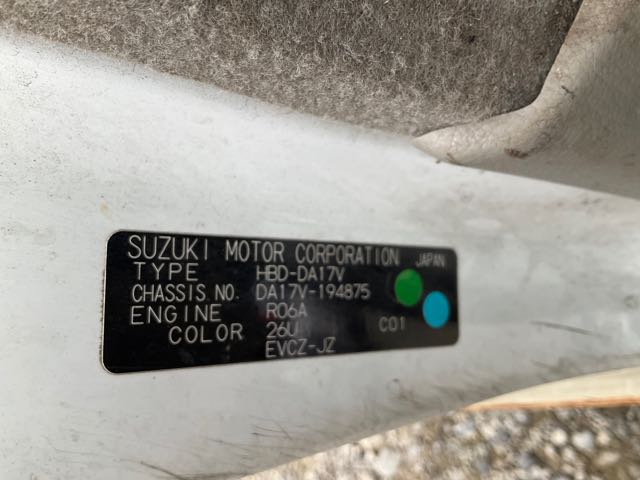 SUZUKI MOTOR CORPORATION JAPAN
TYPE HBD-DA17V
CHASSIS NO. DA17V-194875
ENGINE R06A
COLOR 26U C01
EVCZ-JZ